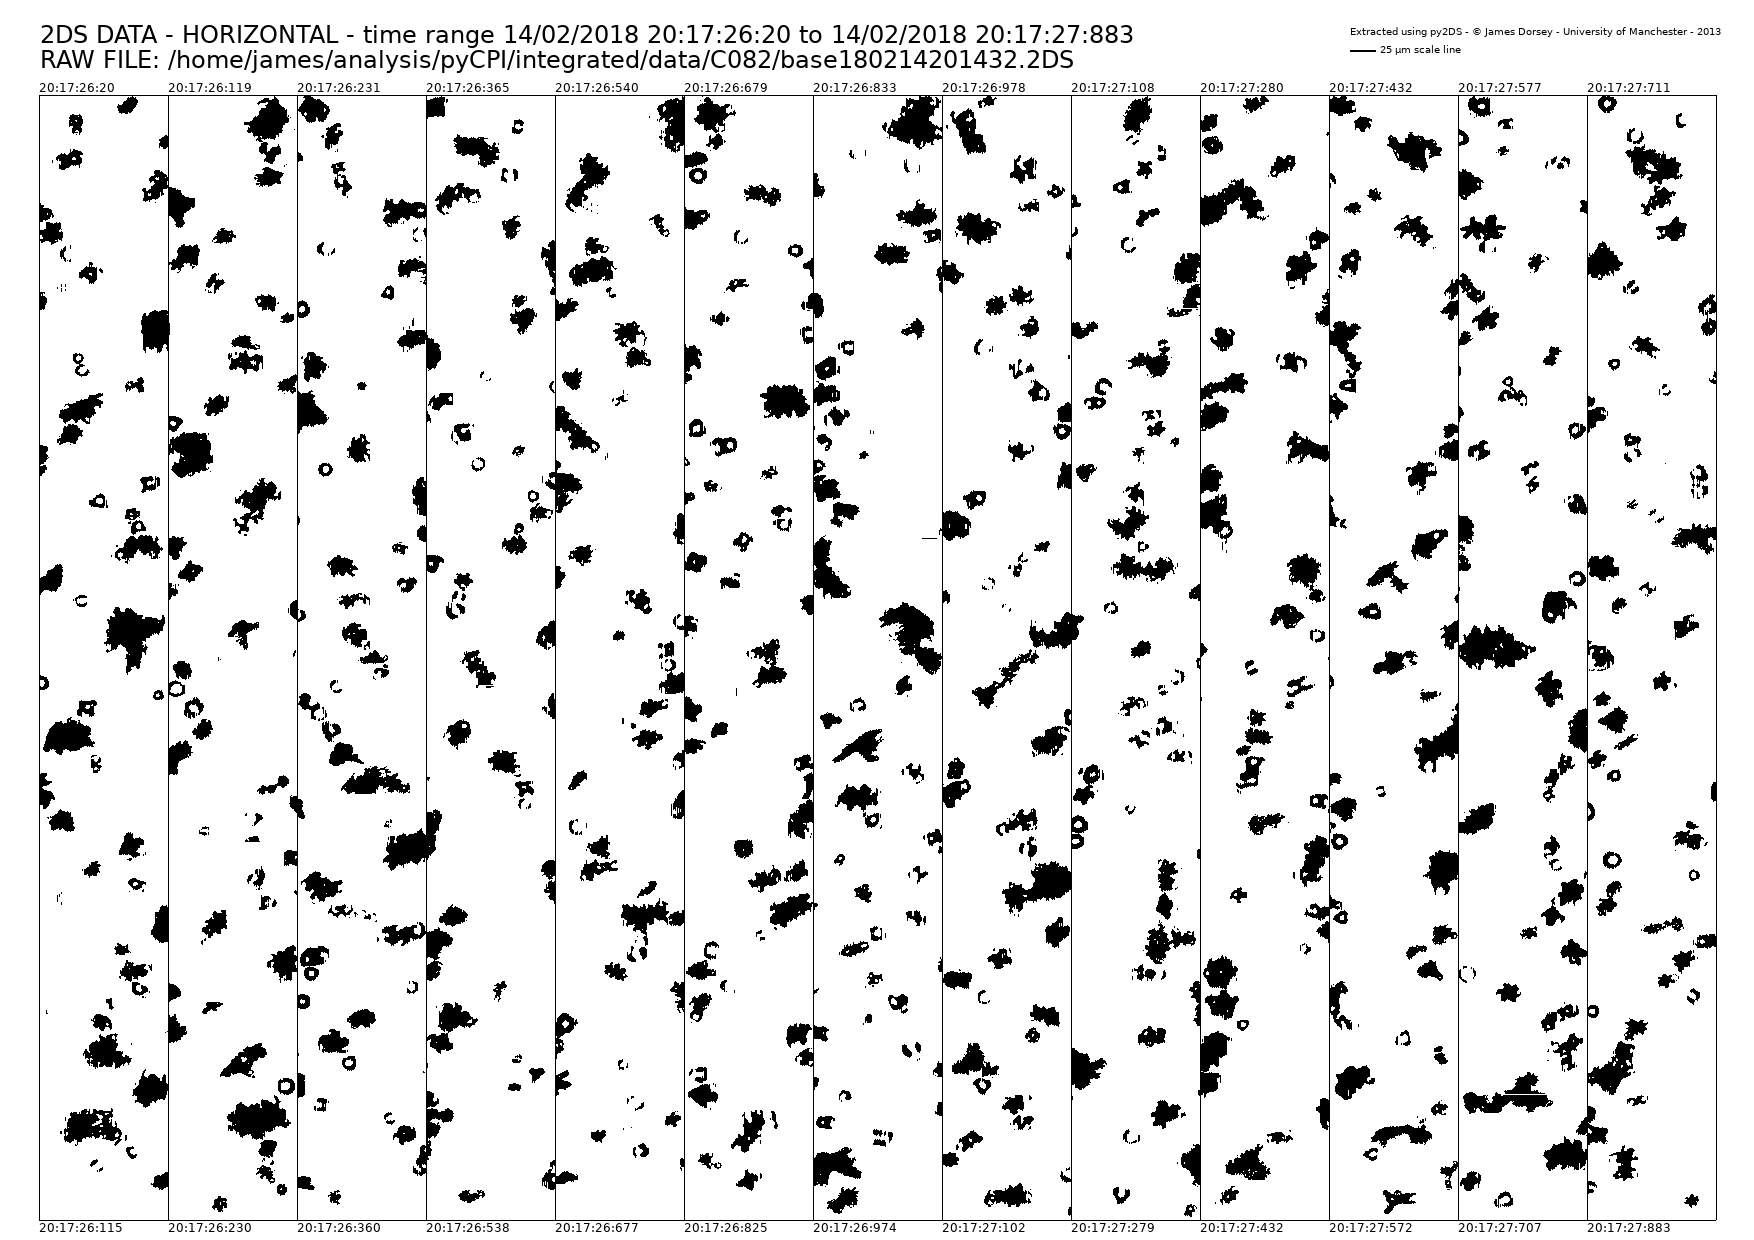 2DS DATA - HORIZONTAL - time range 14/02/2018 20:17:26:20 to 14/02/2018 20:17:27:883
RAW FILE: /home/james/analysis/pyCPI/integrated/data/C082/base180214201432.2DS
Extracted using py2DS - © James Dorsey - University of Manchester - 2013
25 µm scale line
20:17:26:20 20:17:26:119 20:17:26:231 20:17:26:365 20:17:26:540 20:17:26:679 20:17:26:833 20:17:26:978 20:17:27:108 20:17:27:280 20:17:27:432 20:17:27:577 20:17:27:711
20:17:26:115 20:17:26:230 20:17:26:360 20:17:26:538 20:17:26:677 20:17:26:825 20:17:26:974 20:17:27:102 20:17:27:279 20:17:27:432 20:17:27:572 20:17:27:707 20:17:27:883